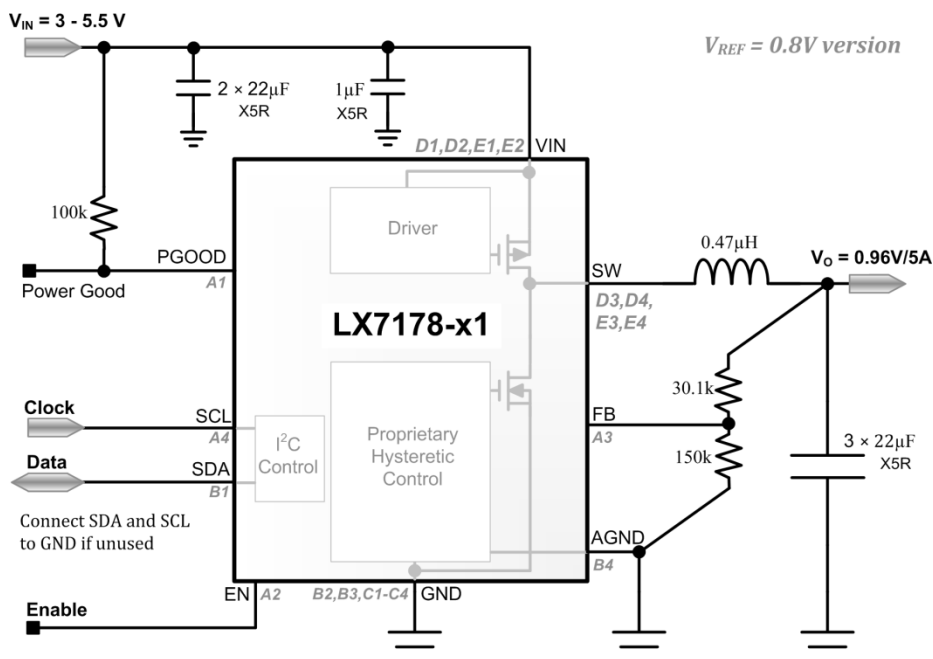 V_IN = 3 - 5.5 V
V_REF = 0.8V version
2 × 22µF
X5R
1µF
X5R
D1,D2,E1,E2
VIN
100k
Driver
PGOOD
A1
Power Good
0.47µH
V_O = 0.96V/5A
SW
D3,D4,
E3,E4
LX7178-x1
30.1k
Clock
SCL
A4
I²C
Control
Proprietary
Hysteretic
Control
FB
A3
150k
3 × 22µF
X5R
Data
SDA
B1
Connect SDA and SCL
to GND if unused
AGND
B4
EN
A2
B2,B3,C1-C4
GND
Enable